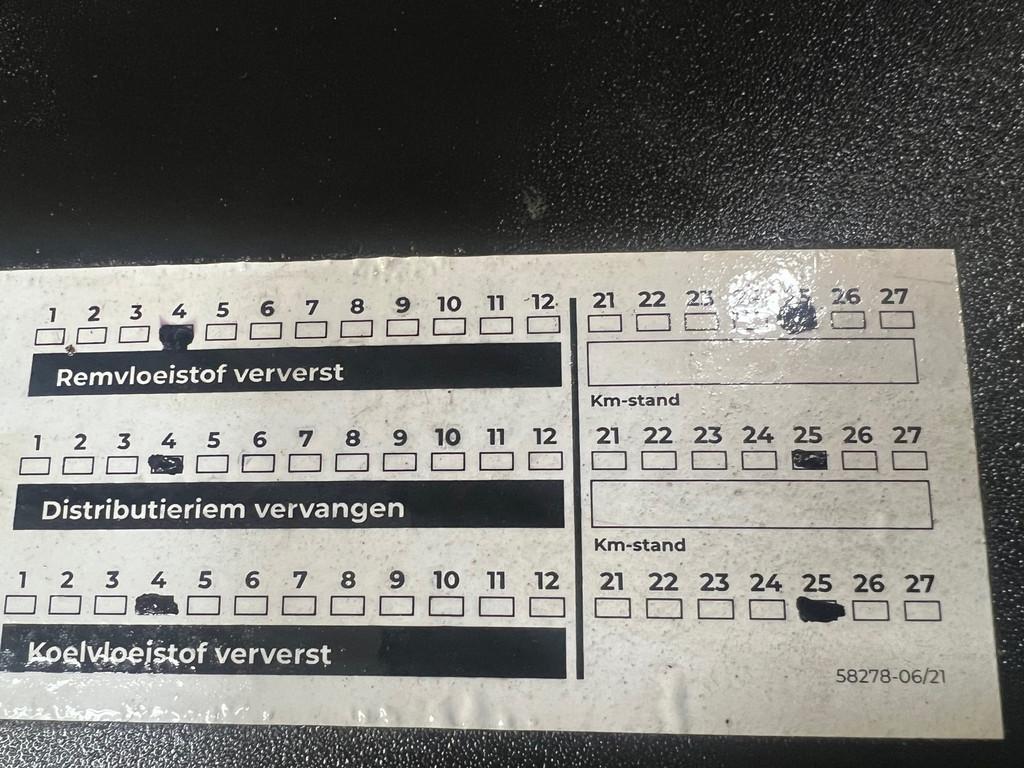 1 2 3 4 5 6 7 8 9 10 11 12 21 22 23 24 25 26 27
Remvloeistof ververst
Km-stand
1 2 3 4 5 6 7 8 9 10 11 12 21 22 23 24 25 26 27
Distributieriem vervangen
Km-stand
1 2 3 4 5 6 7 8 9 10 11 12 21 22 23 24 25 26 27
Koelvloeistof ververst
58278-06/21